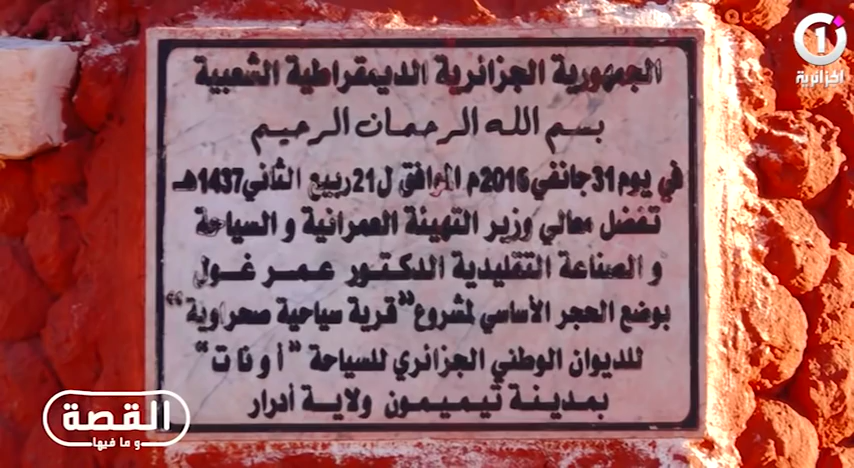 1
الجزائرية
الجمهورية الجزائرية الديمقراطية الشعبية
بسم الله الرحمان الرحيم
في يوم 31 جانفي 2016م الموافق ل 21 ربيع الثاني 1437هـ
تفضل معالي وزير التهيئة العمرانية و السياحة
و الصناعة التقليدية الدكتور عمر غول
بوضع الحجر الأساسي لمشروع "قرية سياحية صحراوية"
للديوان الوطني الجزائري للسياحة "أونات"
بمدينة تيميمون ولاية أدرار
القصة
و ما فيها